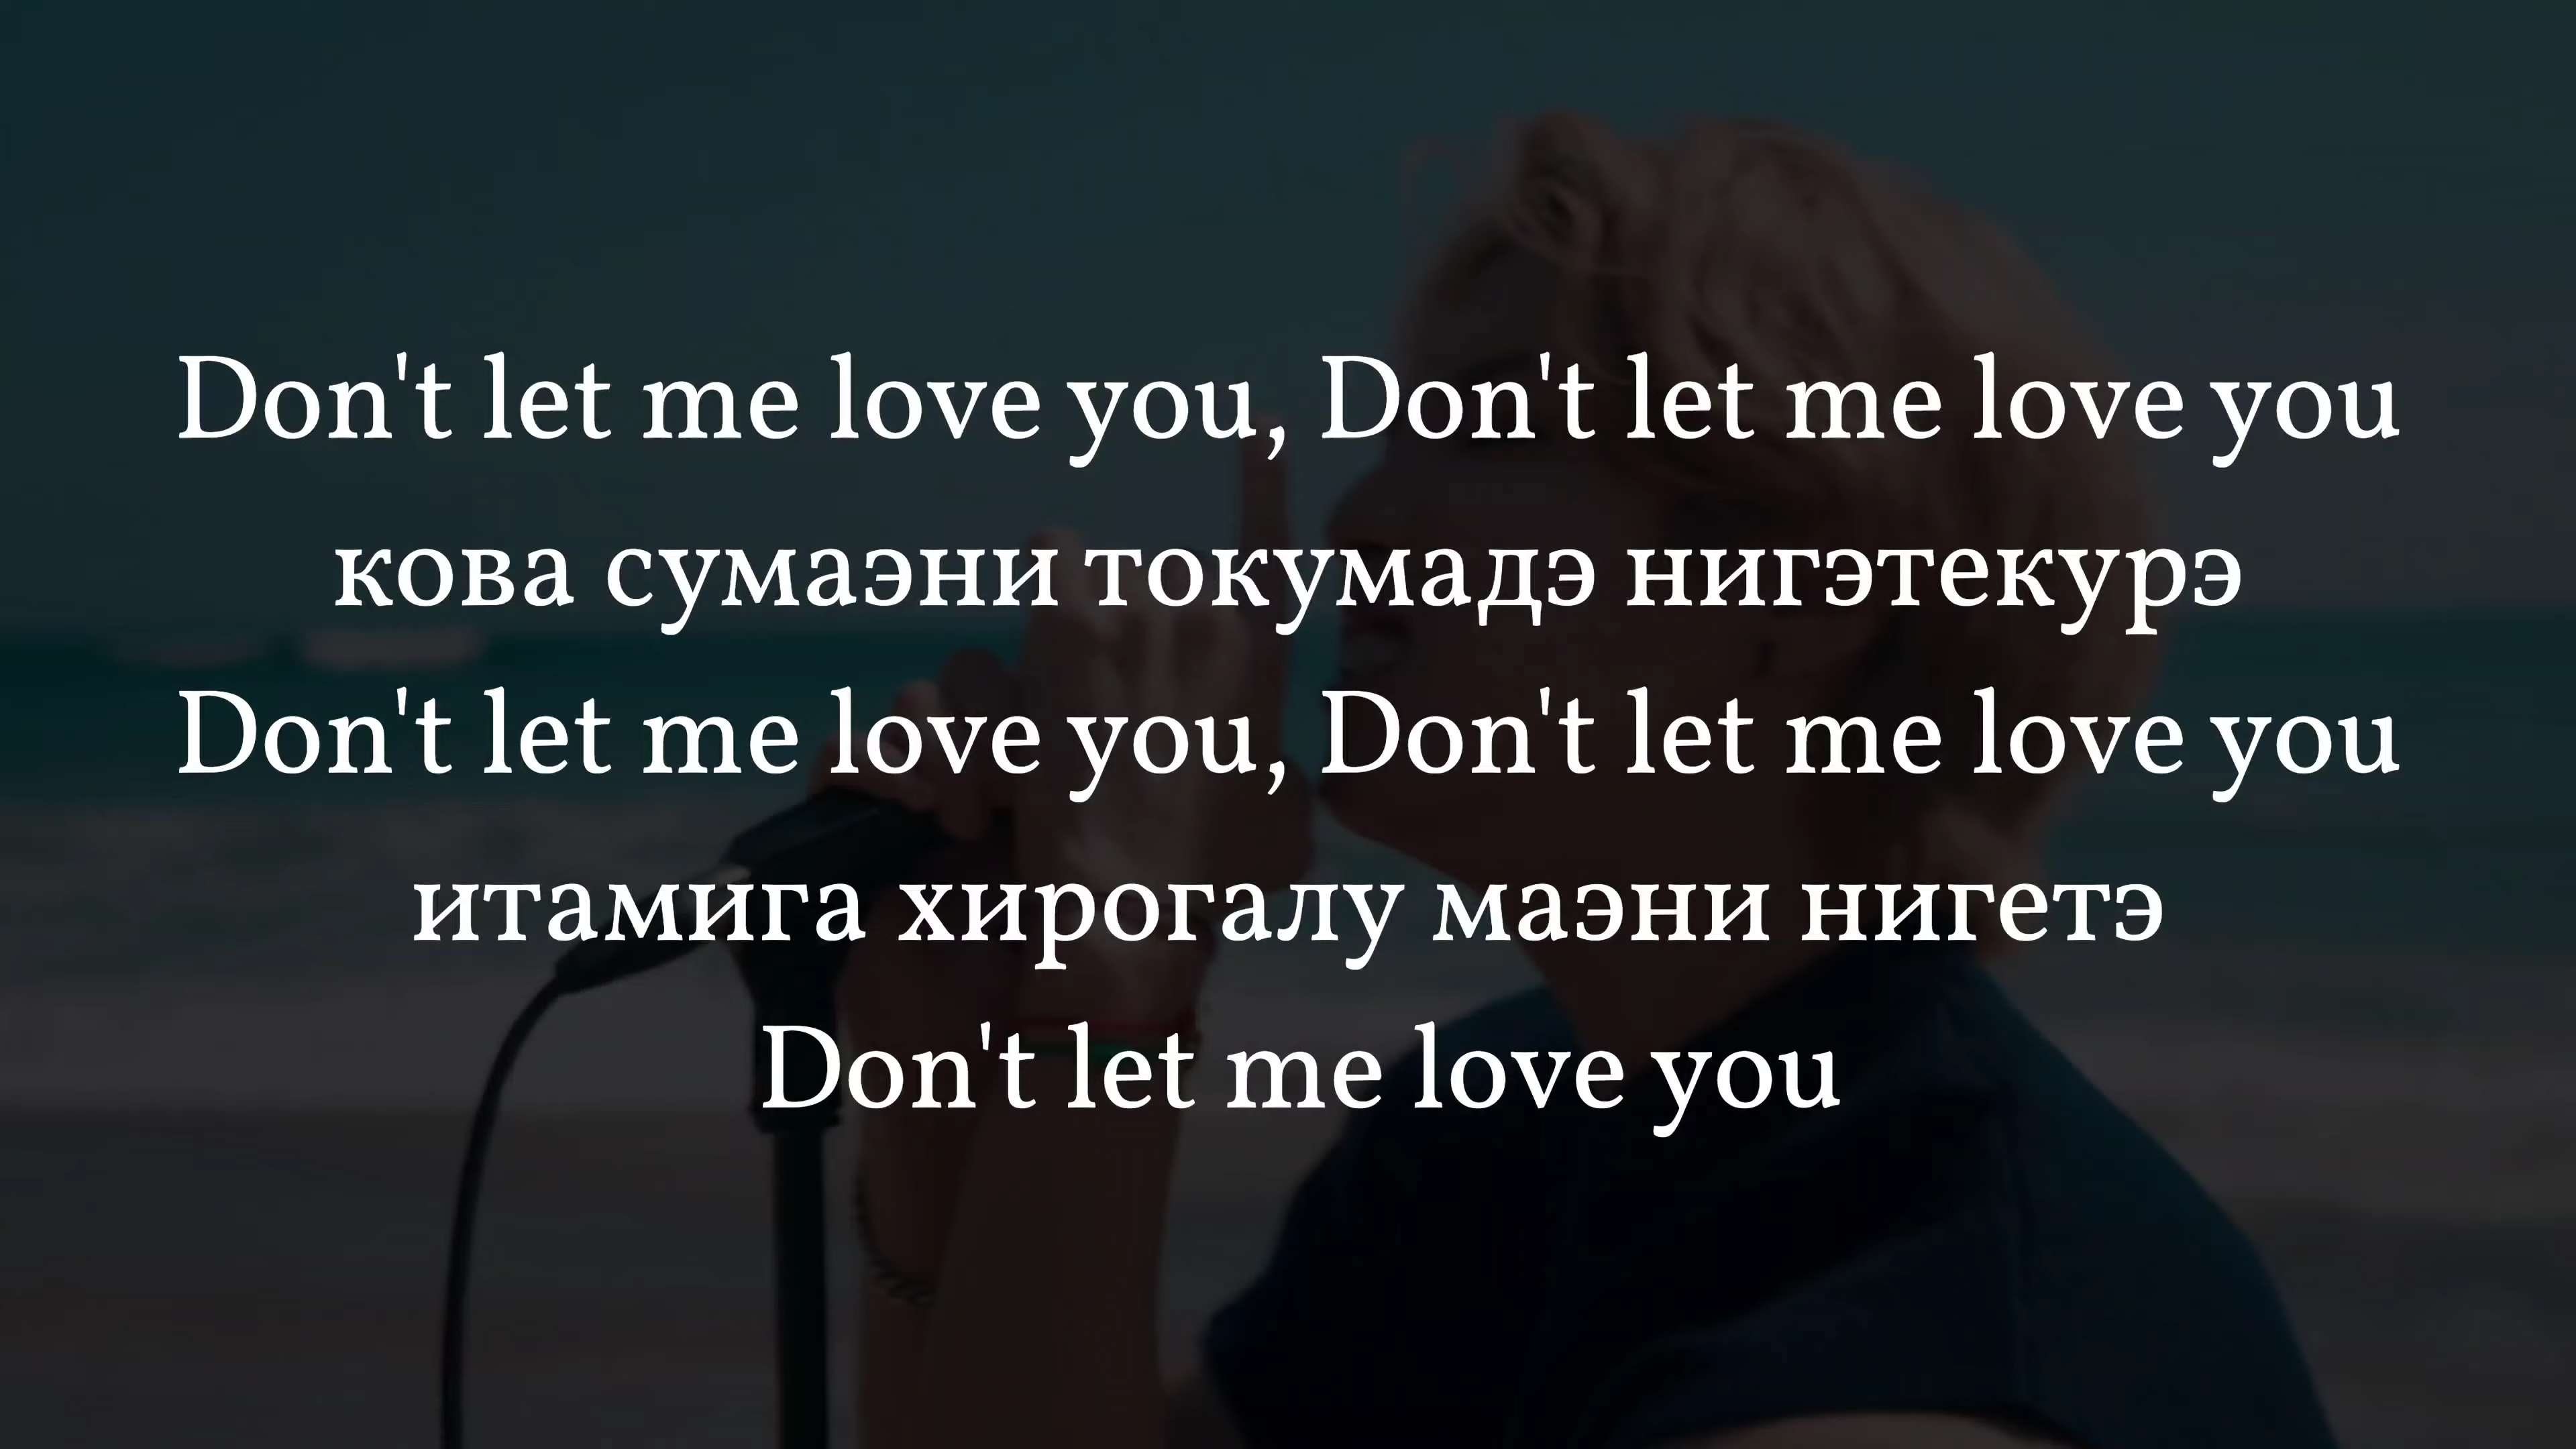 Don't let me love you, Don't let me love you
кова сумаэни токумадэ нигэтекурэ
Don't let me love you, Don't let me love you
итамига хирогалу маэни нигетэ
Don't let me love you